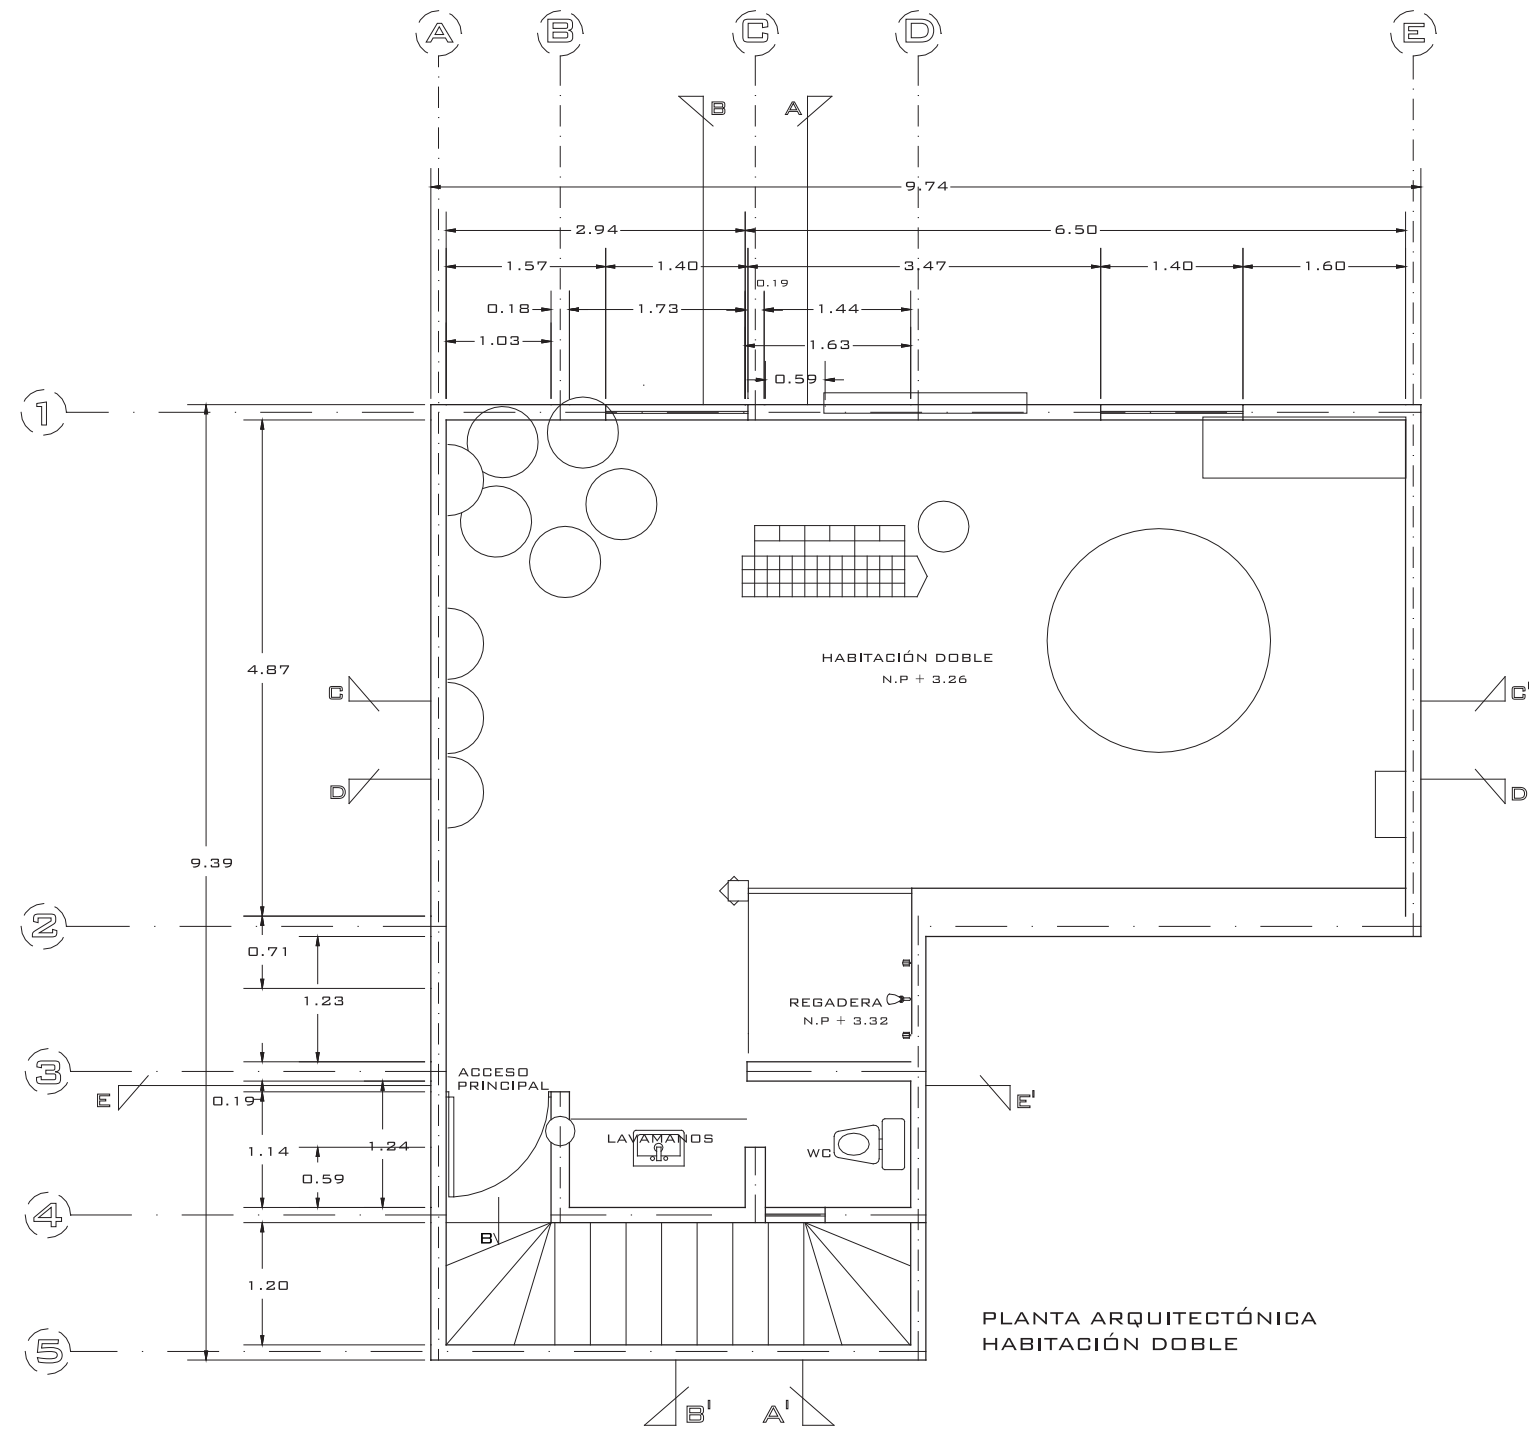 A B C D E
B A
9.74
2.94 6.50
1.57 1.40 3.47 1.40 1.60
0.19
0.18 1.73 1.44
1.03 1.63
0.59
1
4.87
HABITACIÓN DOBLE
N.P + 3.26
C C'
D D
9.39
2
0.71
1.23
REGADERA
N.P + 3.32
3
ACCESO
PRINCIPAL
E E'
0.19
1.14 1.24
LAVAMANOS
WC
0.59
4
B\
1.20
PLANTA ARQUITECTÓNICA
HABITACIÓN DOBLE
5
B' A'